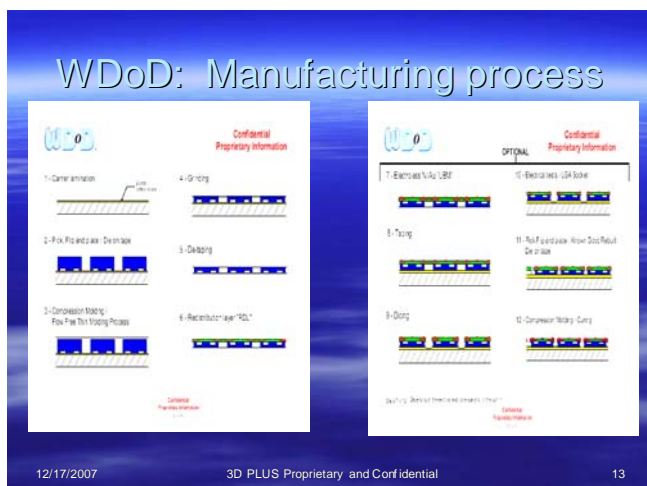 WDoD: Manufacturing process
Confidential
Proprietary Information
1 - Carrier lamination
4 - Grinding
2 - Pick, Flip and place : Die on tape
5 - Detaping
3 - Compression Molding :
Flow Free Thin Molding Process
6 - Redistribution layer "RDL"
Confidential
Proprietary Information
Confidential
Proprietary Information
OPTIONAL
7 - Electroless Ni/Au "UBM"
10 - Electrical tests : LGA Socket
8 - Taping
11 - Pick Flip and place : Known Good Rebuilt
Die on tape
9 - Dicing
12 - Compression Molding - Curing
Confidential
Proprietary Information
12/17/2007
3D PLUS Proprietary and Confidential
13